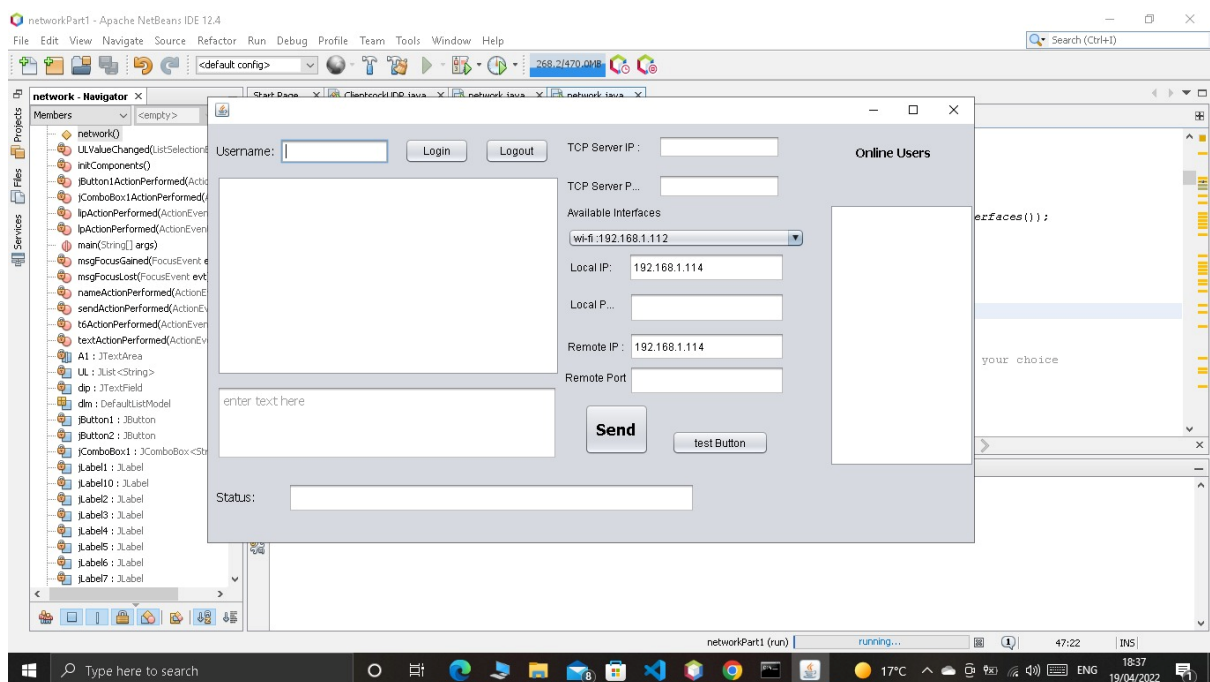 networkPart1 - Apache NetBeans IDE 12.4
File Edit View Navigate Source Refactor Run Debug Profile Team Tools Window Help
Search (Ctrl+I)
<default config>
268.2/470.0MB
network - Navigator
Start Page ClientsockUDP.java network.java network.java
Members <empty>
Projects
Files
Services
network()
ULValueChanged(ListSelection
initComponents()
jButton1ActionPerformed(Actio
jComboBox1ActionPerformed(A
lipActionPerformed(ActionEven
lpActionPerformed(ActionEven
main(String[] args)
msgFocusGained(FocusEvent e
msgFocusLost(FocusEvent evt
nameActionPerformed(ActionE
sendActionPerformed(ActionEv
t6ActionPerformed(ActionEven
textActionPerformed(ActionEv
A1 : JTextArea
UL : JList<String>
dip : JTextField
dlm : DefaultListModel
jButton1 : JButton
jButton2 : JButton
jComboBox1 : JComboBox<Str
jLabel1 : JLabel
jLabel10 : JLabel
jLabel2 : JLabel
jLabel3 : JLabel
jLabel4 : JLabel
jLabel5 : JLabel
jLabel6 : JLabel
jLabel7 : JLabel
Username:
Login
Logout
enter text here
Status:
TCP Server IP :
TCP Server P...
Available Interfaces
wi-fi :192.168.1.112
Local IP: 192.168.1.114
Local P...
Remote IP : 192.168.1.114
Remote Port
Send
test Button
Online Users
erfaces());
your choice
networkPart1 (run) running... 1 47:22 INS
Type here to search
8
17°C
ENG
18:37
19/04/2022